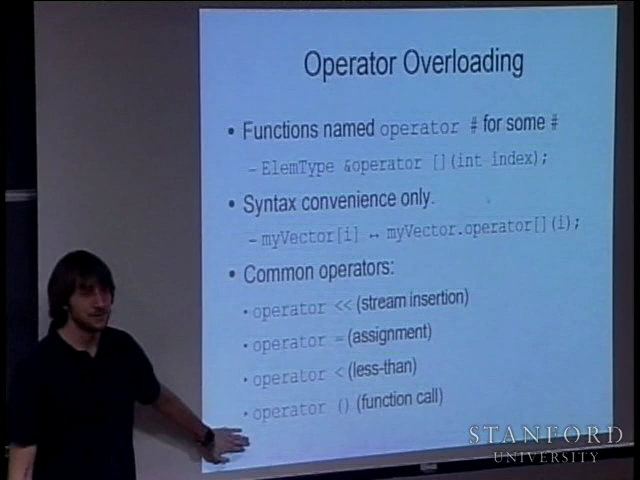 Operator Overloading
• Functions named operator # for some #
– ElemType &operator [](int index);
• Syntax convenience only.
– myVector[i] ↔ myVector.operator[](i);
• Common operators:
• operator << (stream insertion)
• operator = (assignment)
• operator < (less-than)
• operator () (function call)
STANFORD
UNIVERSITY